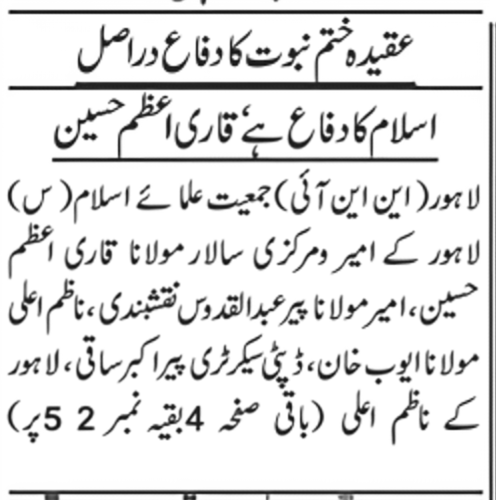 عقیدہ ختم نبوت کا دفاع دراصل
اسلام کا دفاع ہے‘ قاری اعظم حسین
لاہور( این این آئی) جمعیت علمائے اسلام( س)
لاہور کے امیر ومرکزی سالار مولانا قاری اعظم
حسین، امیر مولانا پیر عبدالقدوس نقشبندی، ناظم اعلی
مولانا ایوب خان، ڈپٹی سیکرٹری پیر اکبر ساقی، لاہور
کے ناظم اعلی (باقی صفحہ 4 بقیہ نمبر 2 5 پر)